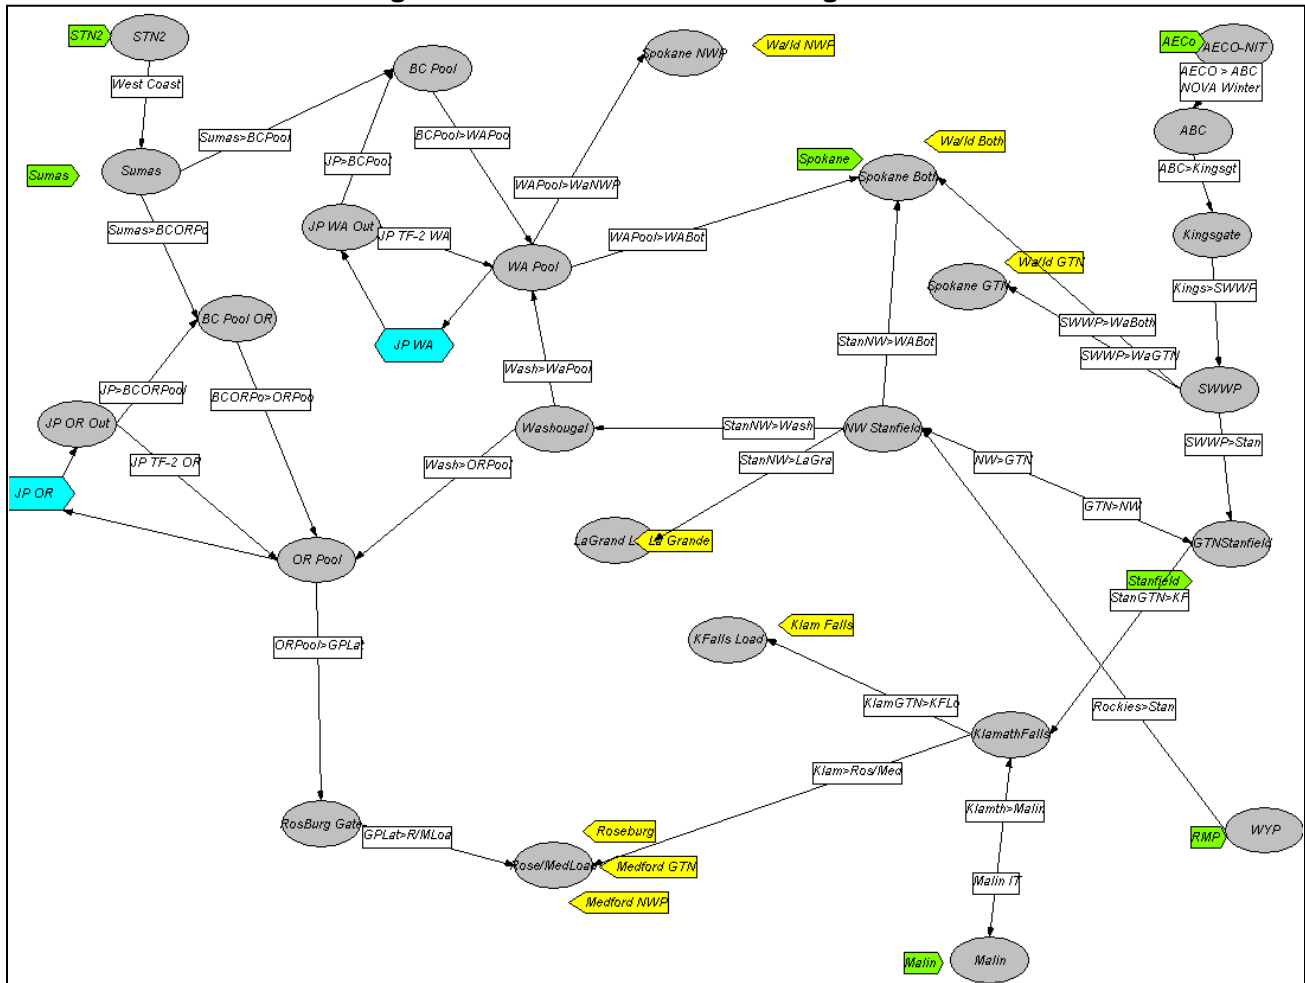 STN2
STN2
West Coast
Sumas
Sumas
BC Pool
Sumas>BCPool
BCPool>WAPoo
JP>BCPool
Spokane NWP
Wa/Id NWP
WAPool>WaNWP
AECo
AECO-NIT
AECO > ABC
NOVA Winter
ABC
ABC>Kingsgt
Wa/Id Both
Spokane
Spokane Both
Sumas>BCORPo
JP WA Out
JP TF-2 WA
WA Pool
WAPool>WABot
Kingsgate
Wa/Id GTN
Spokane GTN
Kings>SWWP
BC Pool OR
JP WA
StanNW>WABot
SWWP>WaBoth
SWWP>WaGTN
Wash>WaPool
SWWP
JP>BCORPool
BCORPo>ORPoo
JP OR Out
Washougal
StanNW>Wash
NW Stanfield
SWWP>Stan
JP TF-2 OR
Wash>ORPool
StanNW>LaGra
NW>GTN
JP OR
GTN>NW
OR Pool
LaGrand L
La Grande
GTNStanfield
Stanfield
StanGTN>KF
ORPool>GPLat
KFalls Load
Klam Falls
KlamGTN>KFLo
Rockies>Stan
KlamathFalls
Klam>Ros/Med
Klamth>Malin
RosBurg Gate
GPLat>R/MLoa
Roseburg
RMP
WYP
Rose/MedLoad
Medford GTN
Malin IT
Medford NWP
Malin
Malin